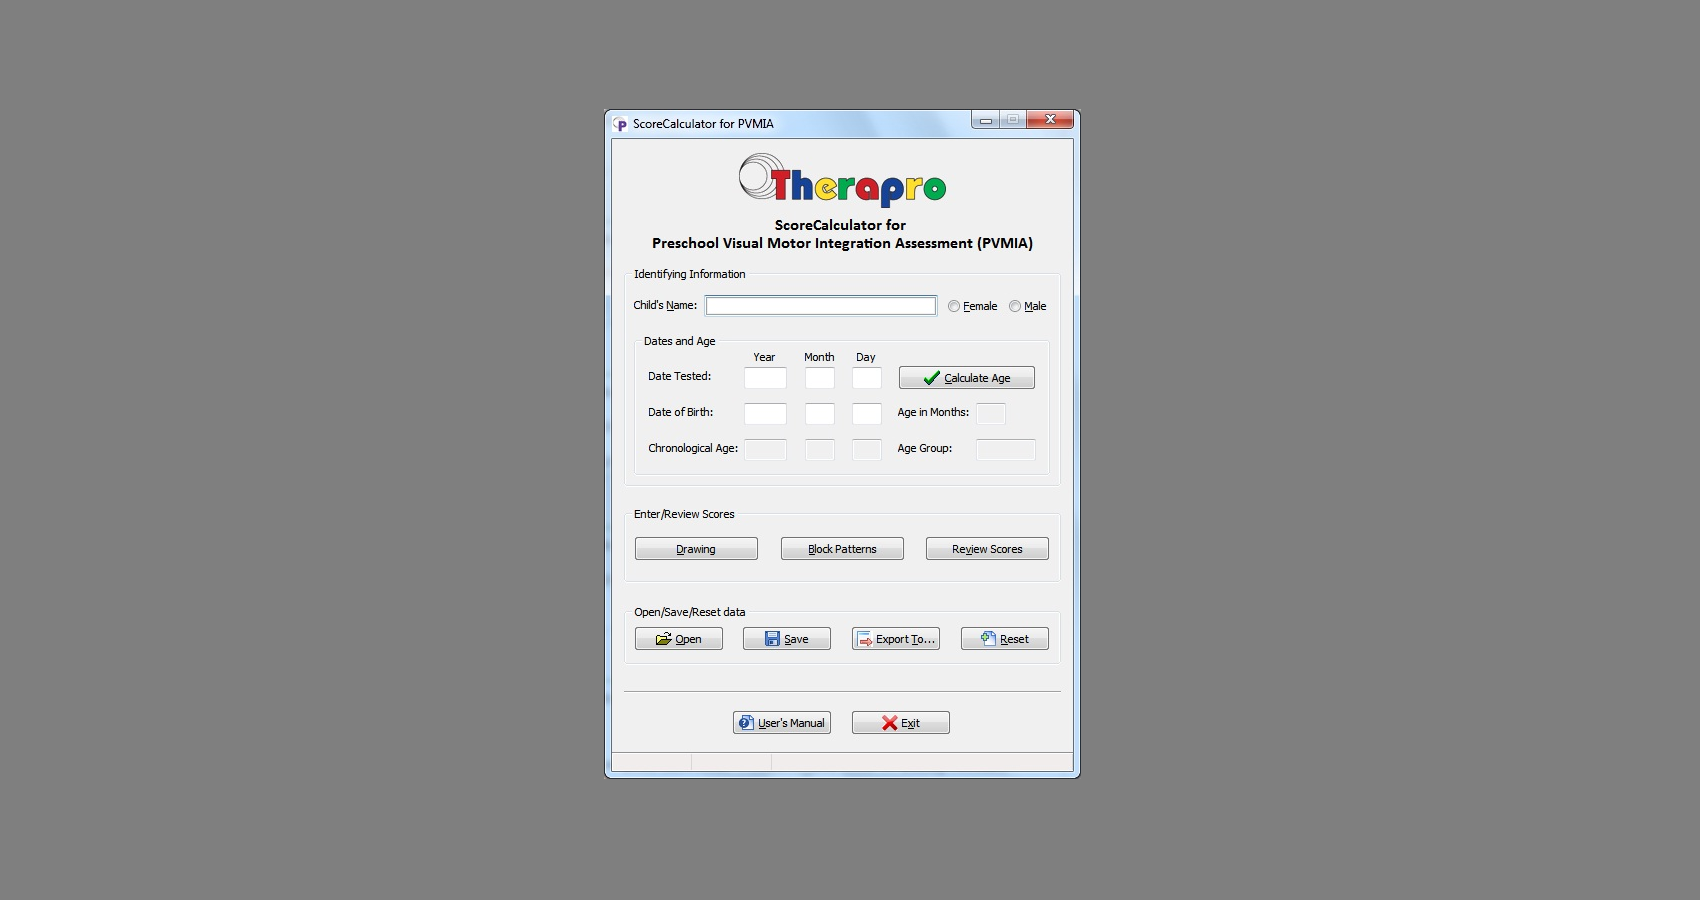 ScoreCalculator for PVMIA
Therapro
ScoreCalculator for
Preschool Visual Motor Integration Assessment (PVMIA)
Identifying Information
Child's Name: Female Male
Dates and Age
Year Month Day
Date Tested: Calculate Age
Date of Birth: Age in Months:
Chronological Age: Age Group:
Enter/Review Scores
Drawing Block Patterns Review Scores
Open/Save/Reset data
Open Save Export To... Reset
User's Manual Exit